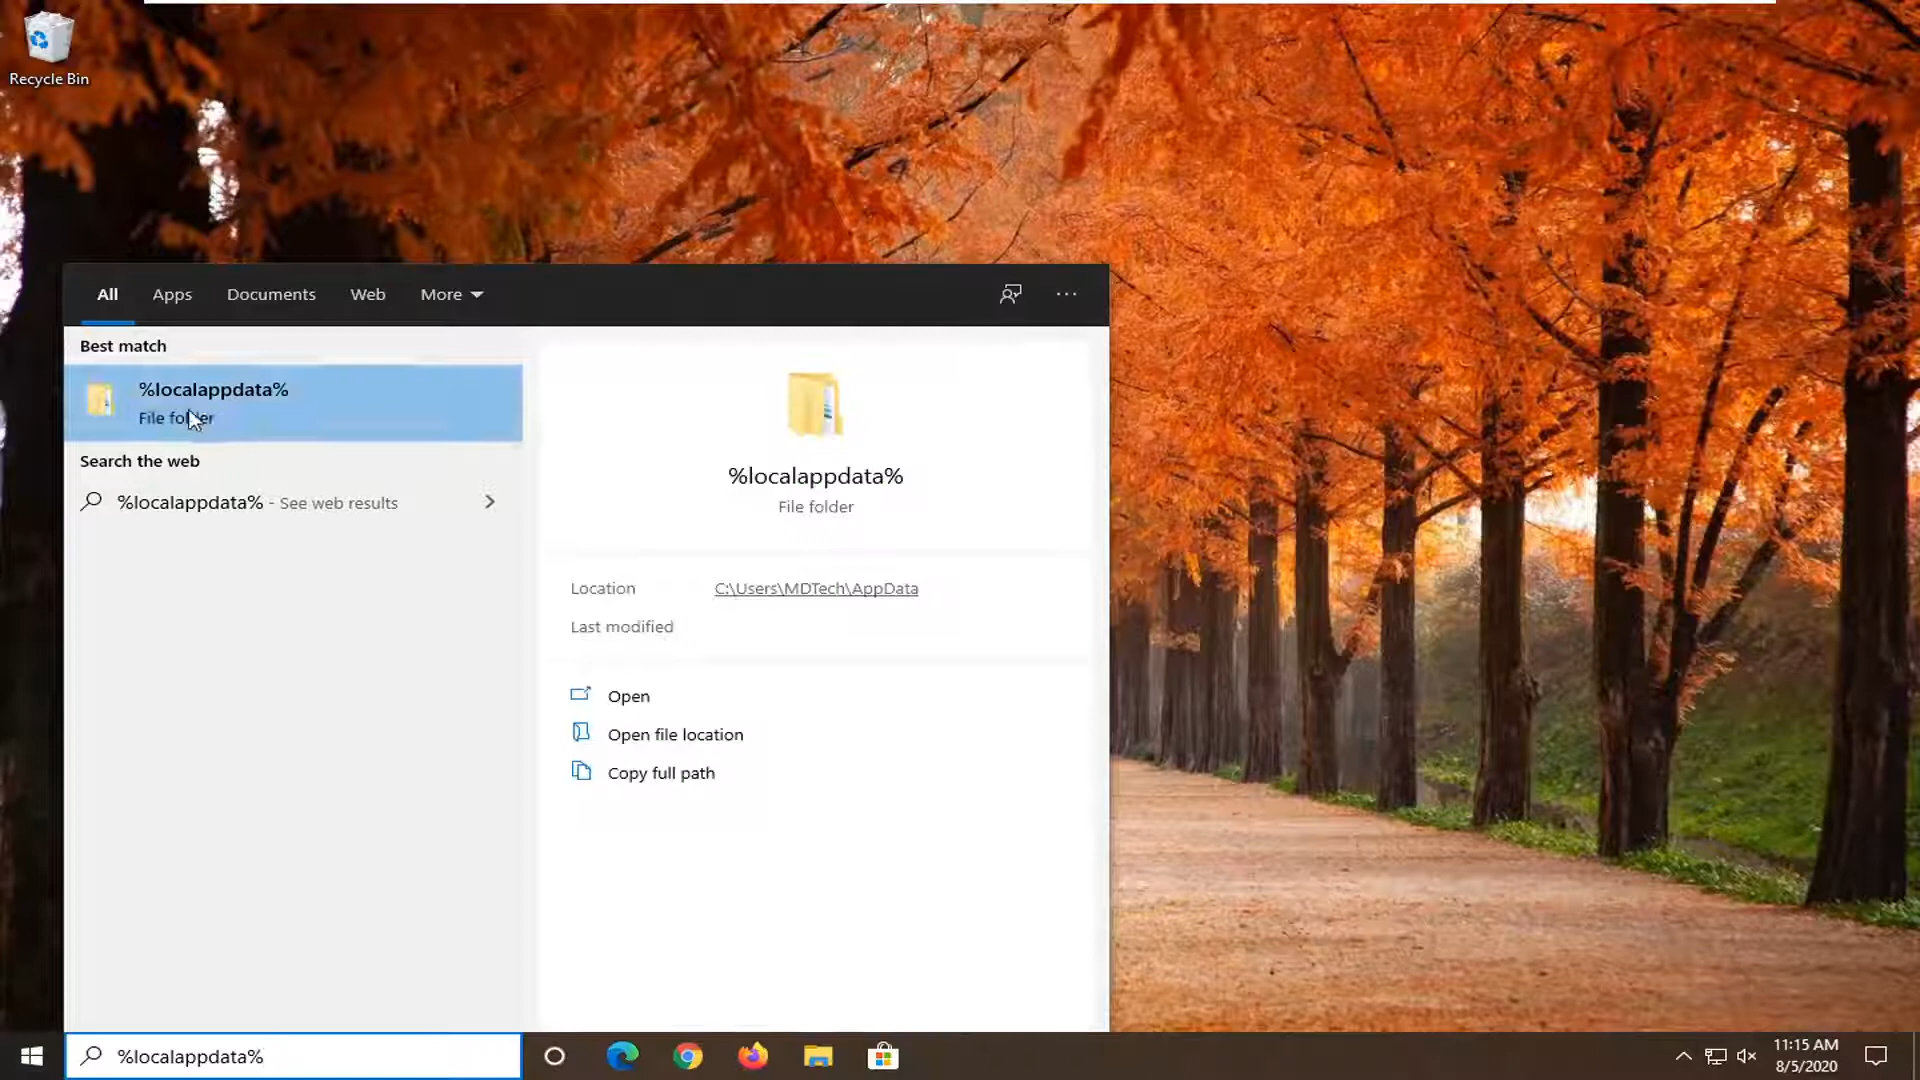 Recycle Bin
All Apps Documents Web More
Best match
%localappdata%
File folder
Search the web
%localappdata% - See web results
%localappdata%
File folder
Location C:\Users\MDTech\AppData
Last modified
Open
Open file location
Copy full path
%localappdata%
11:15 AM
8/5/2020